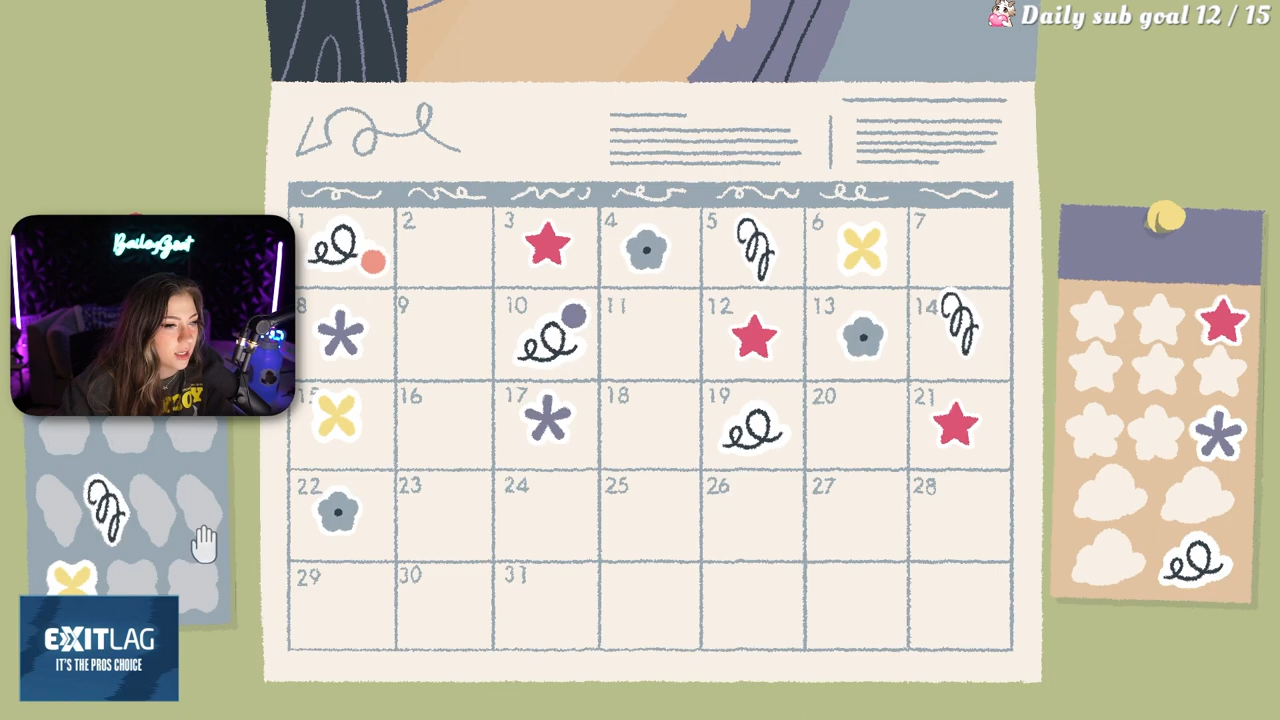 Daily sub goal 12 / 15
1 2 3 4 5 6 7
8 9 10 11 12 13 14
15 16 17 18 19 20 21
22 23 24 25 26 27 28
29 30 31
EXITLAG
IT'S THE PROS CHOICE